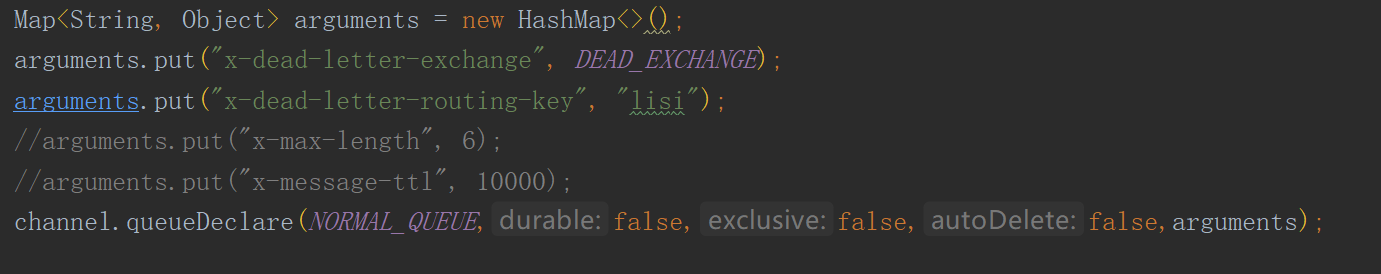 Map<String, Object> arguments = new HashMap<>();
arguments.put("x-dead-letter-exchange", DEAD_EXCHANGE);
arguments.put("x-dead-letter-routing-key", "lisi");
//arguments.put("x-max-length", 6);
//arguments.put("x-message-ttl", 10000);
channel.queueDeclare(NORMAL_QUEUE, durable: false, exclusive: false, autoDelete: false,arguments);